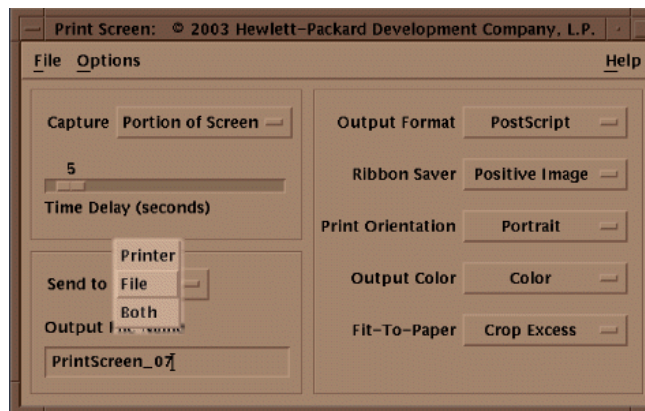 Print Screen: © 2003 Hewlett-Packard Development Company, L.P.
File Options Help
Capture Portion of Screen
5
Time Delay (seconds)
Send to
Printer
File
Both
Output File Name
PrintScreen_07
Output Format PostScript
Ribbon Saver Positive Image
Print Orientation Portrait
Output Color Color
Fit-To-Paper Crop Excess